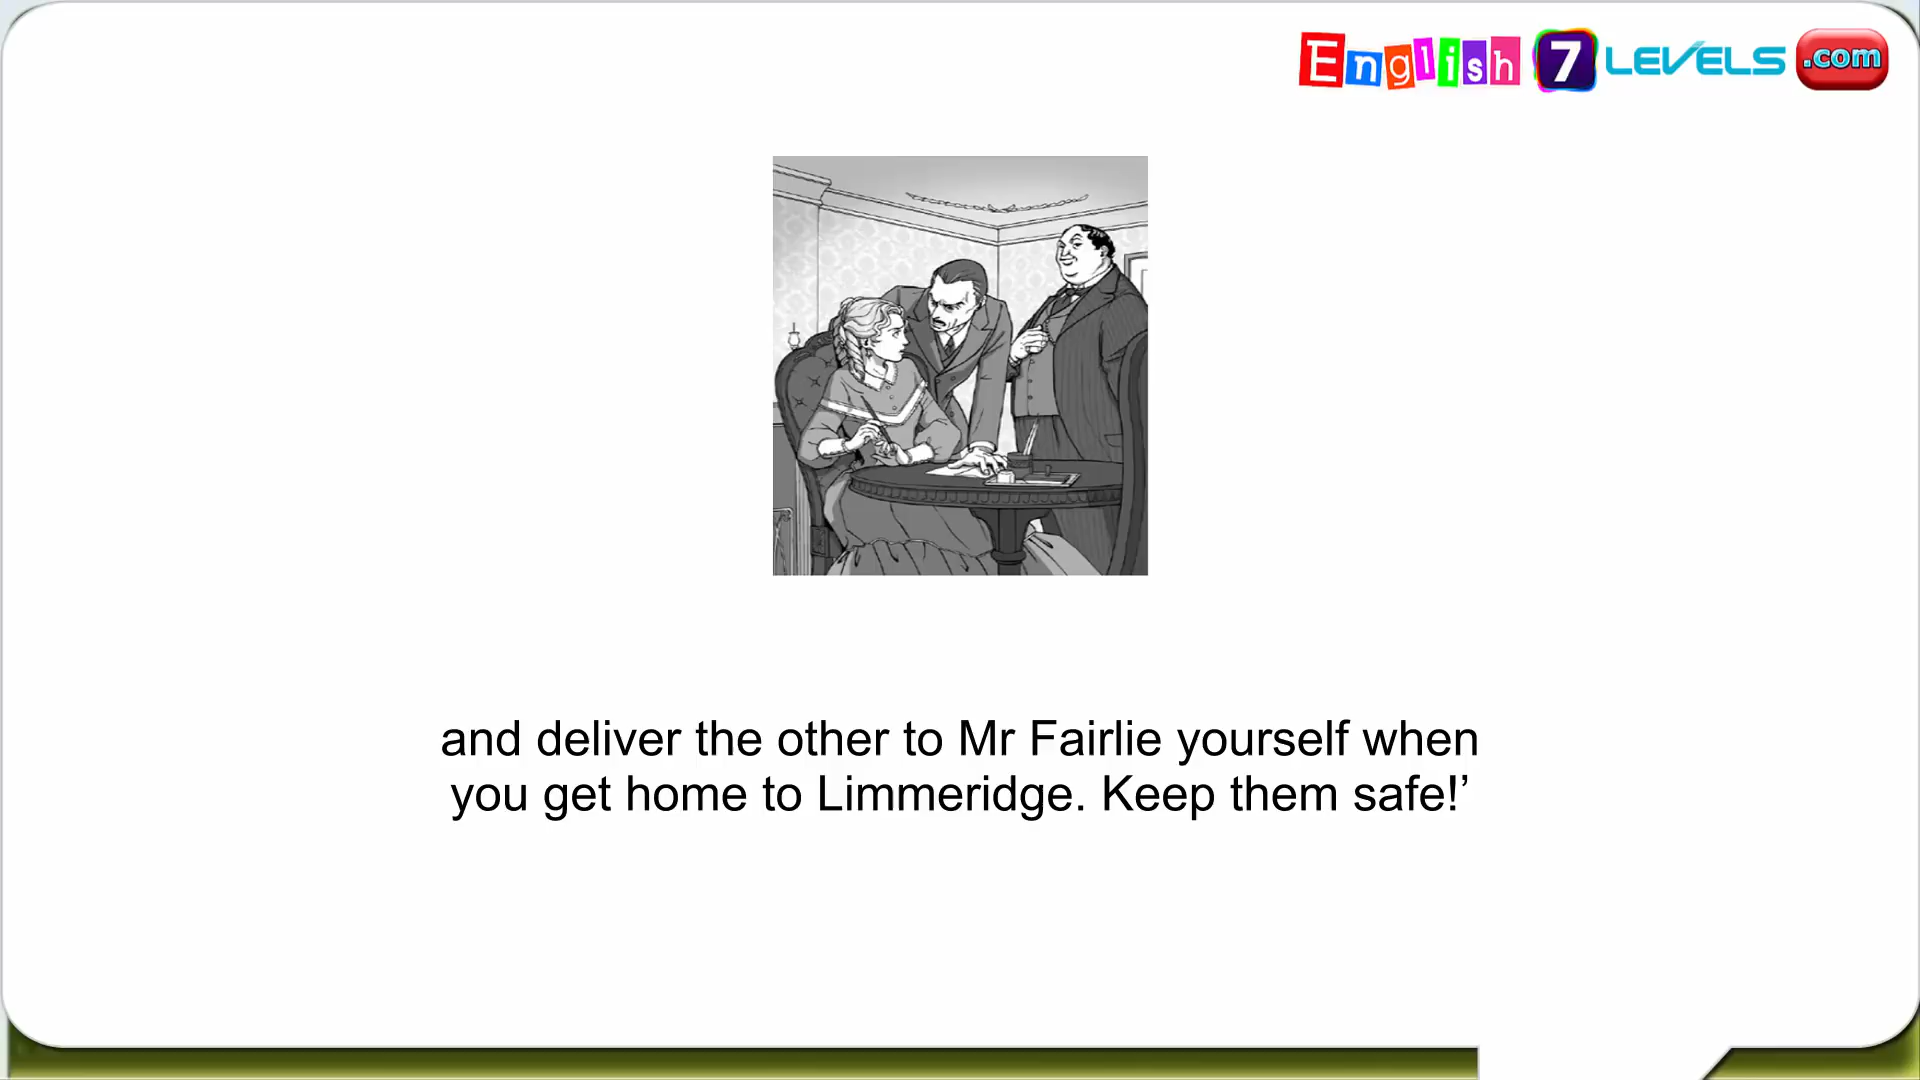 English 7 LEVELS .com
and deliver the other to Mr Fairlie yourself when
you get home to Limmeridge. Keep them safe!’